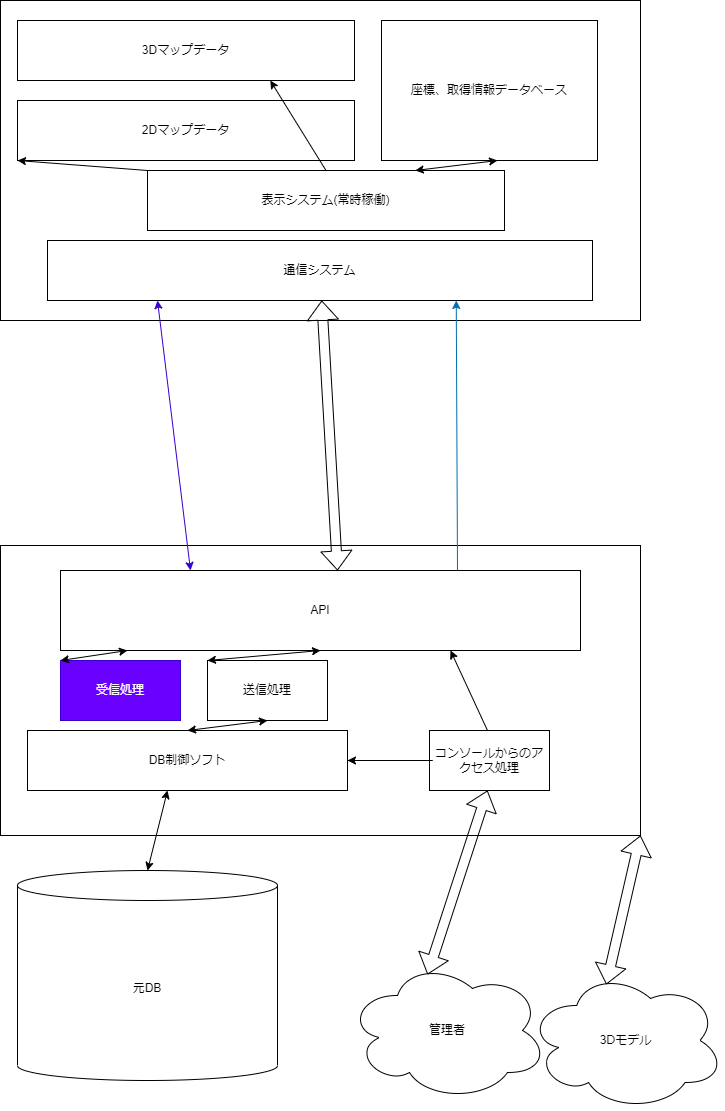 3Dマップデータ
座標、取得情報データベース
2Dマップデータ
表示システム(常時稼働)
通信システム
API
受信処理
送信処理
DB制御ソフト
コンソールからのア
クセス処理
元DB
管理者
3Dモデル